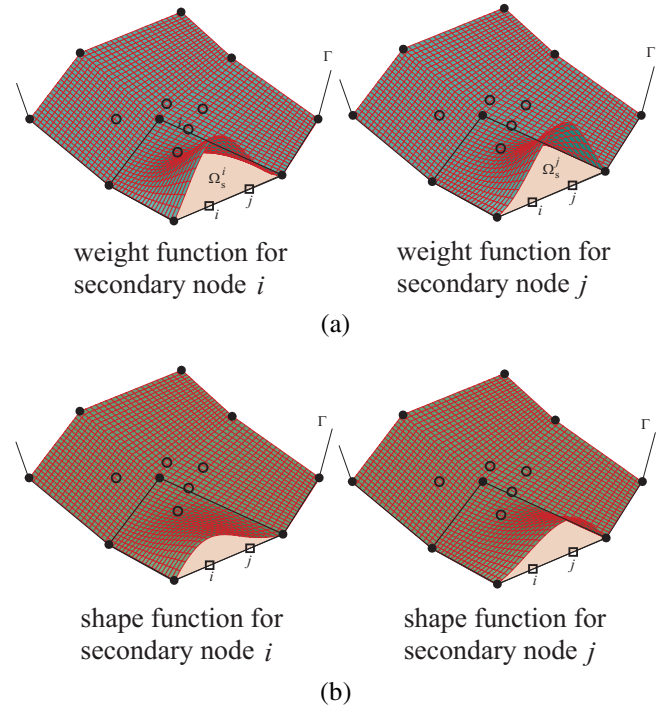 Γ
Γ
i
Ω_s^i
Ω_s^j
i
j
i
j
weight function for
secondary node i
weight function for
secondary node j
(a)
Γ
Γ
i
j
i
j
shape function for
secondary node i
shape function for
secondary node j
(b)